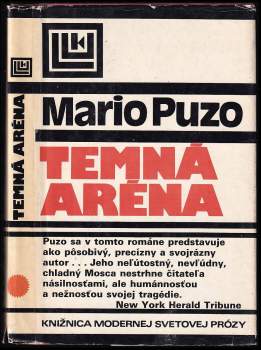 TEMNÁ ARÉNA
Mario Puzo
TEMNÁ
ARÉNA
Puzo sa v tomto románe predstavuje
ako pôsobivý, precízny a svojrázny
autor . . . Jeho neľútostný, nevľúdny,
chladný Mosca nestrhne čitateľa
násilnosťami, ale humánnosťou
a nežnosťou svojej tragédie.
New York Herald Tribune
KNIŽNICA MODERNEJ SVETOVEJ PRÓZY